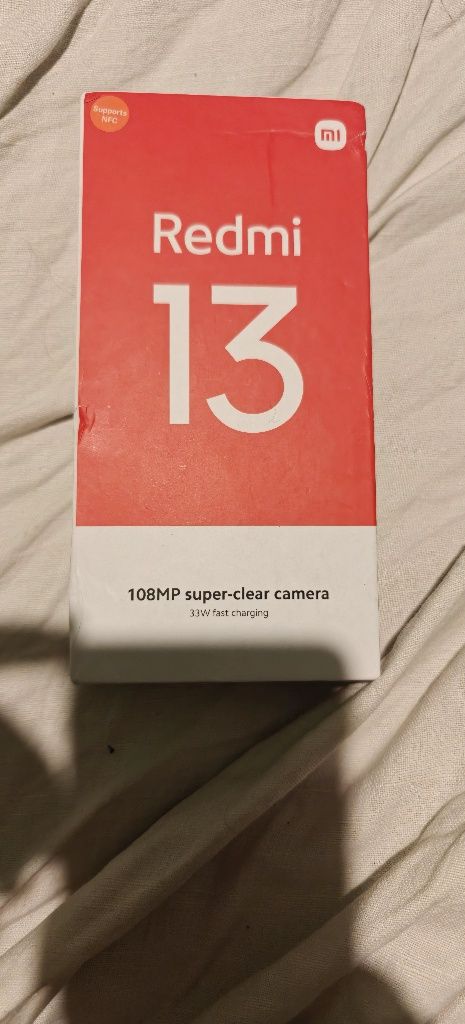 Supports
NFC
mi
Redmi
13
108MP super-clear camera
33W fast charging